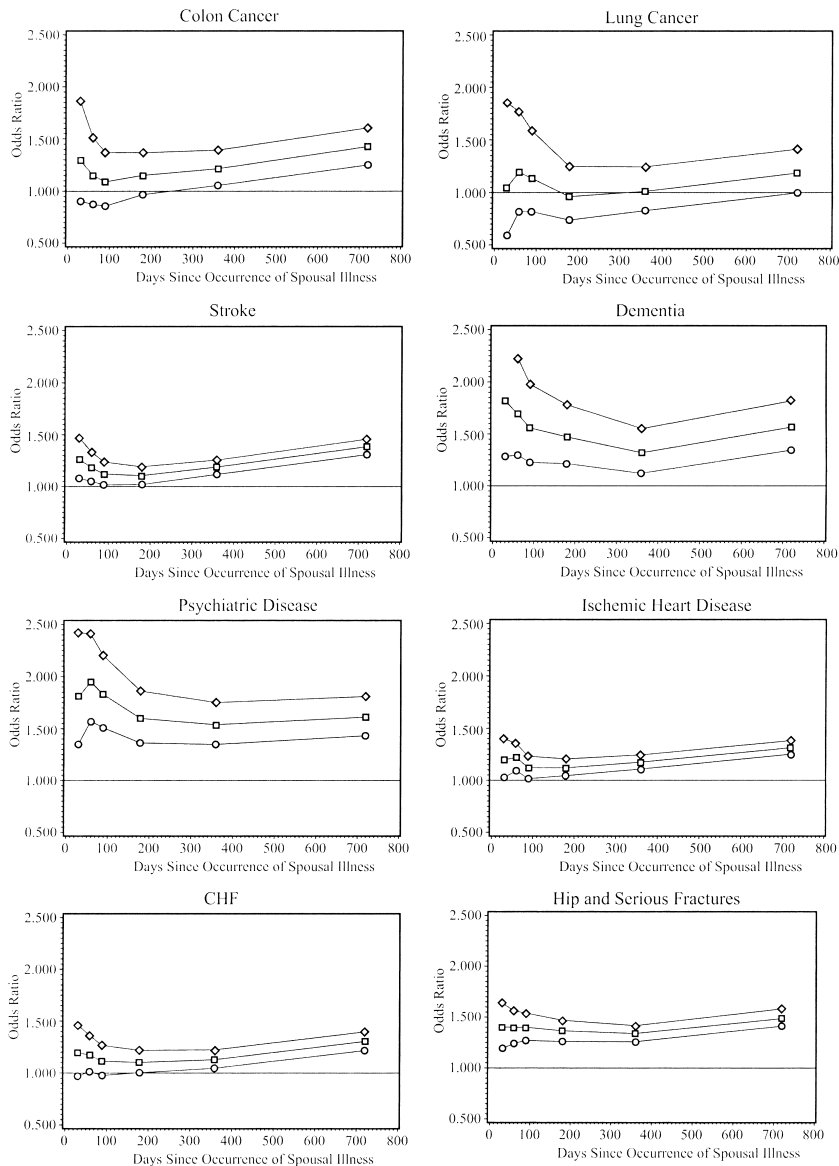 Colon Cancer
2.500
2.000
1.500
1.000
0.500
Odds Ratio
0 100 200 300 400 500 600 700 800
Days Since Occurrence of Spousal Illness
Lung Cancer
2.500
2.000
1.500
1.000
0.500
Odds Ratio
0 100 200 300 400 500 600 700 800
Days Since Occurrence of Spousal Illness
Stroke
2.500
2.000
1.500
1.000
0.500
Odds Ratio
0 100 200 300 400 500 600 700 800
Days Since Occurrence of Spousal Illness
Dementia
2.500
2.000
1.500
1.000
0.500
Odds Ratio
0 100 200 300 400 500 600 700 800
Days Since Occurrence of Spousal Illness
Psychiatric Disease
2.500
2.000
1.500
1.000
0.500
Odds Ratio
0 100 200 300 400 500 600 700 800
Days Since Occurrence of Spousal Illness
Ischemic Heart Disease
2.500
2.000
1.500
1.000
0.500
Odds Ratio
0 100 200 300 400 500 600 700 800
Days Since Occurrence of Spousal Illness
CHF
2.500
2.000
1.500
1.000
0.500
Odds Ratio
0 100 200 300 400 500 600 700 800
Days Since Occurrence of Spousal Illness
Hip and Serious Fractures
2.500
2.000
1.500
1.000
0.500
Odds Ratio
0 100 200 300 400 500 600 700 800
Days Since Occurrence of Spousal Illness